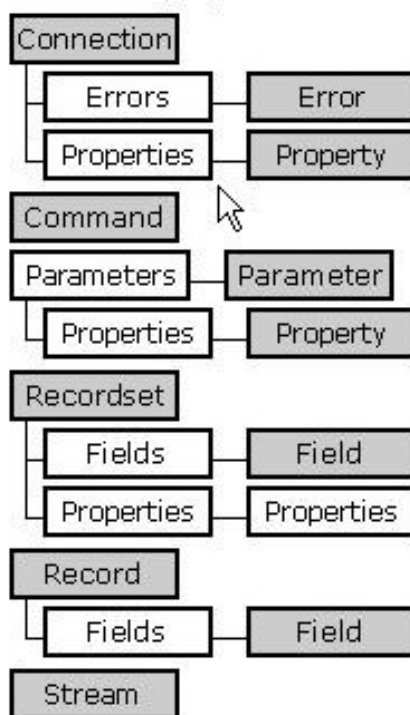 Connection
Errors Error
Properties Property
Command
Parameters Parameter
Properties Property
Recordset
Fields Field
Properties Properties
Record
Fields Field
Stream